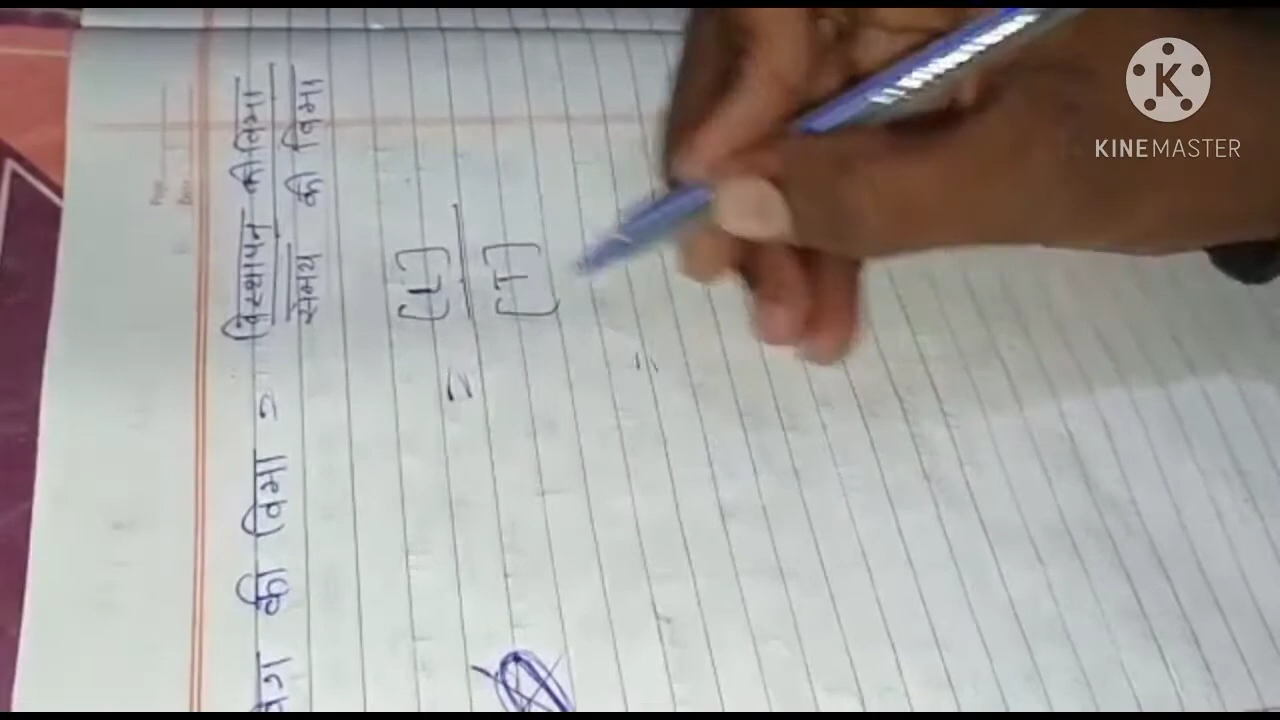 वेग की विमा = विस्थापन की विमा
समय की विमा
= [L]
[T]
=
KINEMASTER